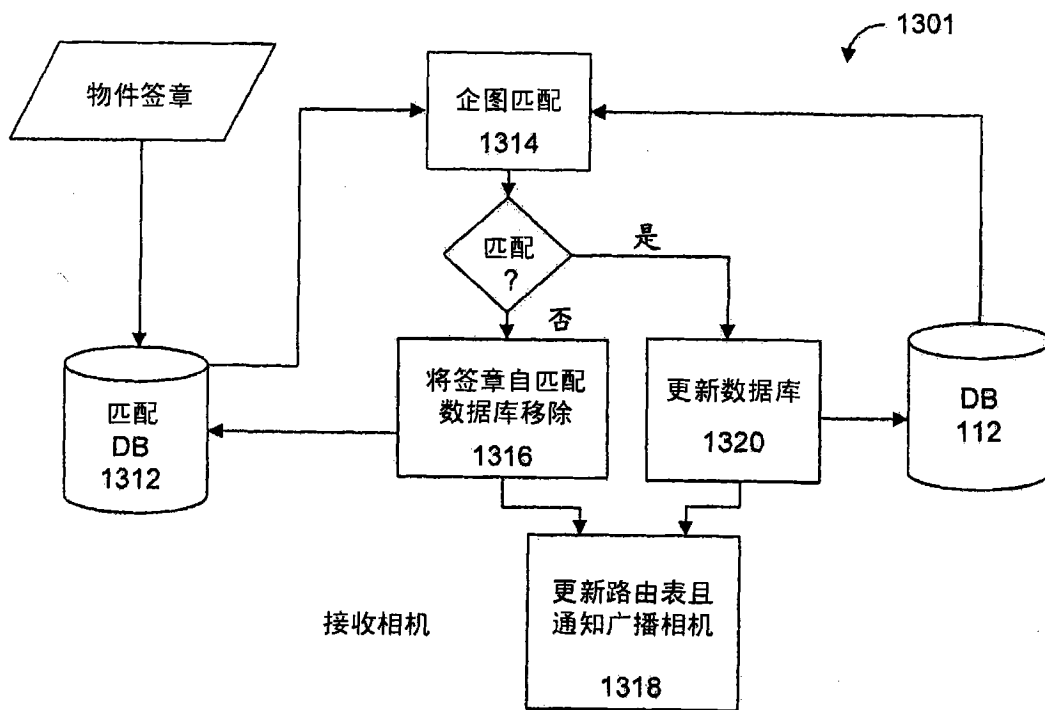 1301
物件签章
企图匹配
1314
匹配
?
是
否
匹配
DB
1312
将签章自匹配
数据库移除
1316
更新数据库
1320
DB
112
接收相机
更新路由表且
通知广播相机
1318